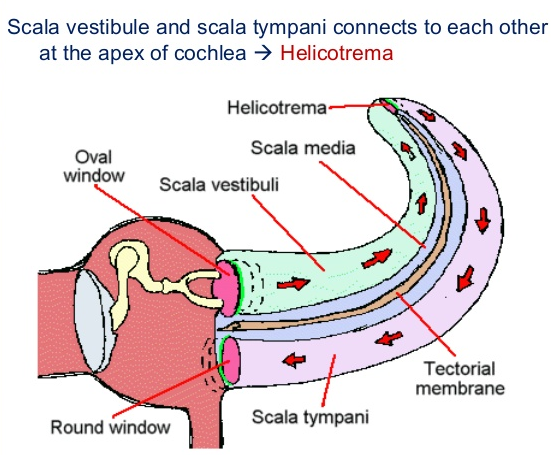 Scala vestibule and scala tympani connects to each other
at the apex of cochlea → Helicotrema
Helicotrema
Scala media
Oval
window
Scala vestibuli
Tectorial
membrane
Scala tympani
Round window